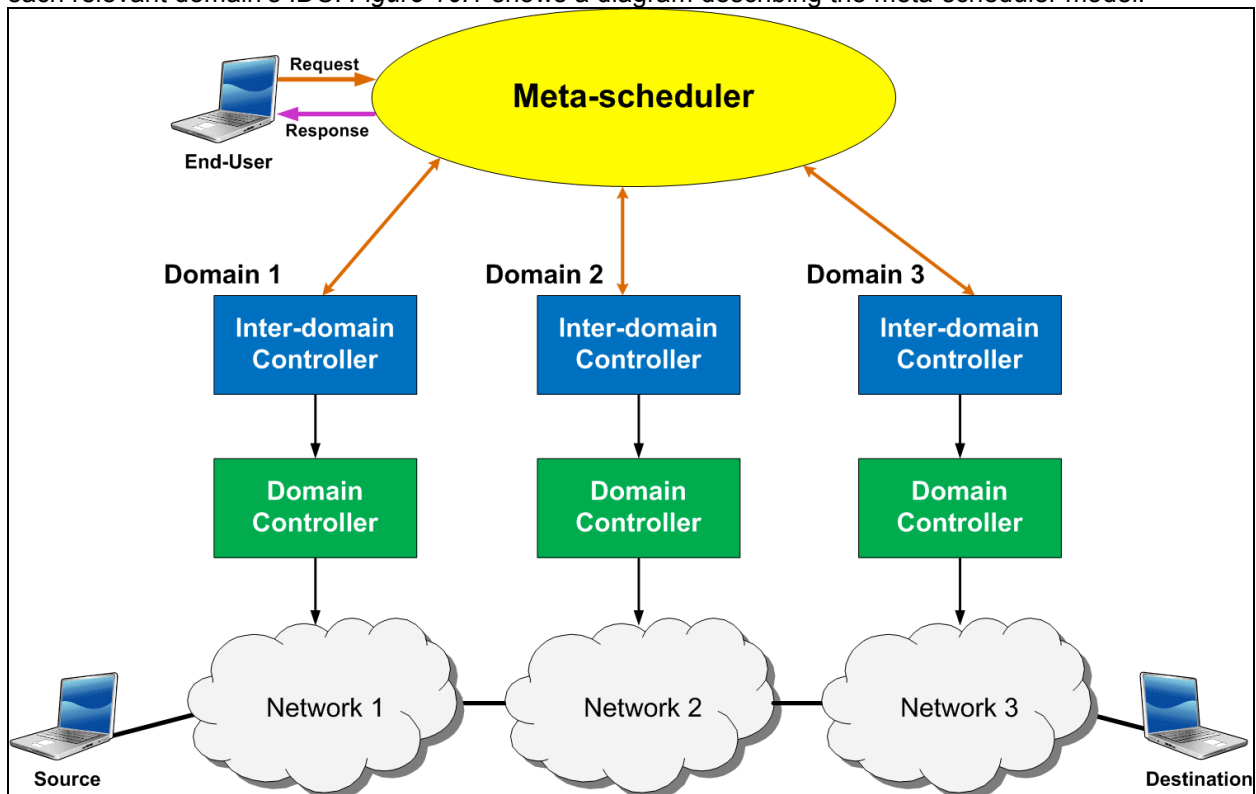 Request
Meta-scheduler
Response
End-User
Domain 1
Domain 2
Domain 3
Inter-domain
Controller
Inter-domain
Controller
Inter-domain
Controller
Domain
Controller
Domain
Controller
Domain
Controller
Network 1
Network 2
Network 3
Source
Destination